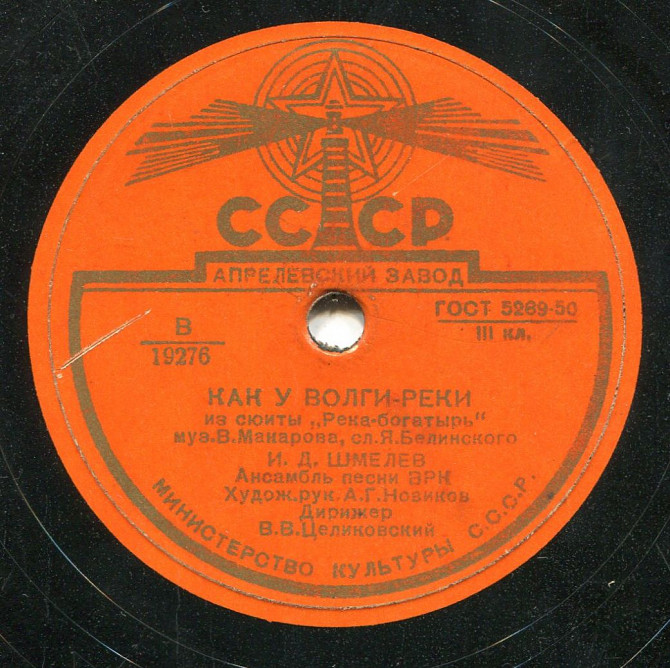 СССР
АПРЕЛЕВСКИЙ ЗАВОД
ГОСТ 5289-50
III кл.
В
19276
КАК У ВОЛГИ-РЕКИ
из сюиты „Река-богатырь"
муз.В.Макарова, сл.Я.Белинского
И. Д. ШМЕЛЕВ
Ансамбль песни ВРК
Худож.рук.А.Г.Новиков
Дирижер
В.В.Целиковский
МИНИСТЕРСТВО КУЛЬТУРЫ С.С.С.Р.